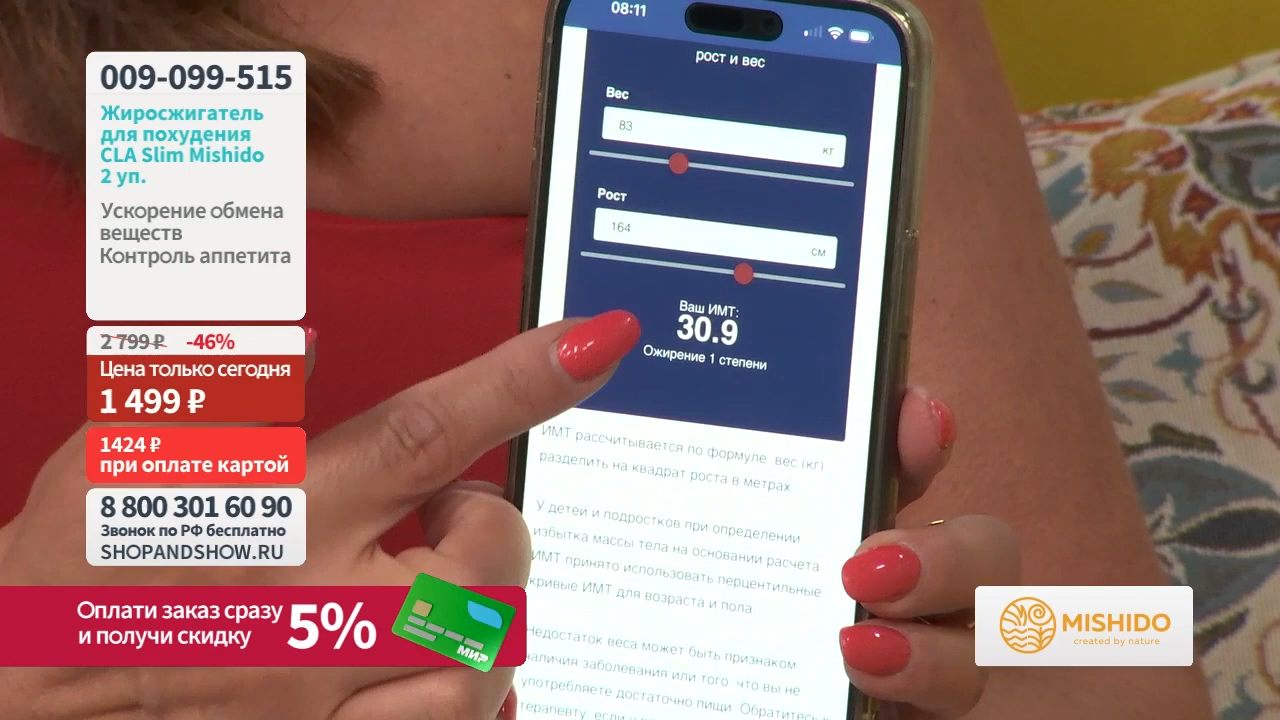 009-099-515
Жиросжигатель
для похудения
CLA Slim Mishido
2 уп.
Ускорение обмена
веществ
Контроль аппетита
2 799 ₽ -46%
Цена только сегодня
1 499 ₽
1424 ₽
при оплате картой
8 800 301 60 90
Звонок по РФ бесплатно
SHOPANDSHOW.RU
Оплати заказ сразу
и получи скидку
5%
МИР
08:11
рост и вес
Вес
83
кг
Рост
164
см
Ваш ИМТ:
30.9
Ожирение 1 степени
ИМТ рассчитывается по формуле вес (кг)
разделить на квадрат роста в метрах
У детей и подростков при определении
избытка массы тела на основании расчета
ИМТ принято использовать перцентильные
кривые ИМТ для возраста и пола
Недостаток веса может быть признаком
наличия заболевания или того, что вы не
употребляете достаточно пищи. Обратитесь к
терапевту, если у
MISHIDO
created by nature